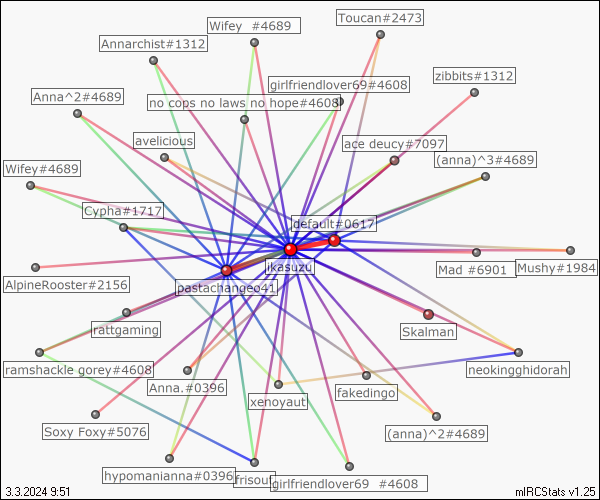 Toucan#2473
Wifey  #4689
Annarchist#1312
zibbits#1312
girlfriendlover69#4608
Anna^2#4689
no cops no laws no hope#4608
avelicious
ace deucy#7097
(anna)^3#4689
Wifey#4689
Cypha#1717
default#0617
ikasuzu
Mad #6901
Mushy#1984
AlpineRooster#2156
pastachangeo41
rattgaming
Skalman
ramshackle gorey#4608
neokingghidorah
Anna.#0396
fakedingo
xenoyaut
Soxy Foxy#5076
(anna)^2#4689
hypomanianna#0396
frisouf
girlfriendlover69  #4608
3.3.2024 9:51
mIRCStats v1.25